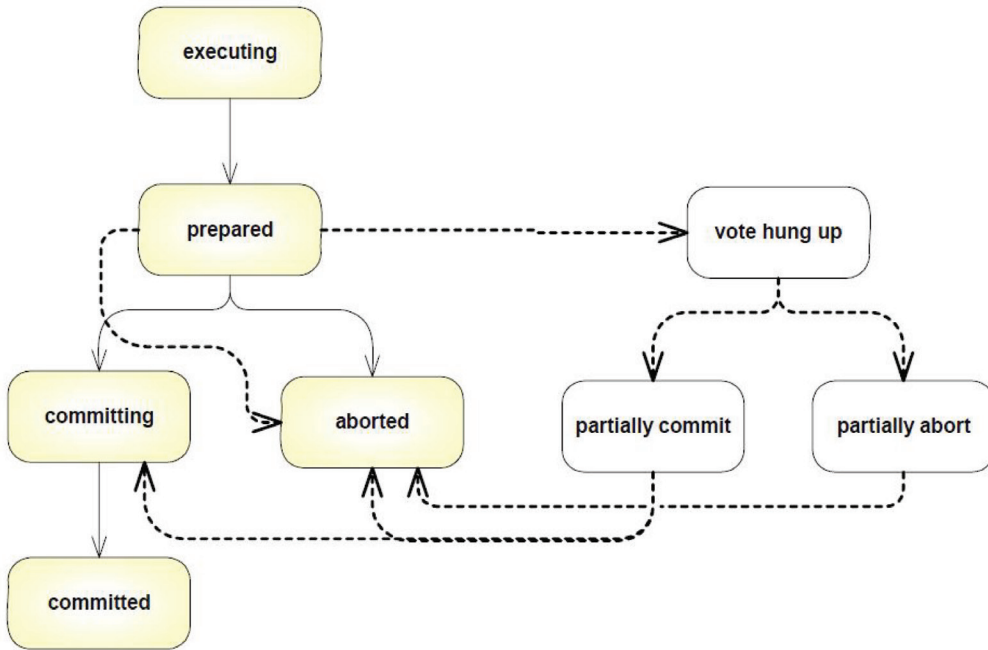 executing
prepared
vote hung up
committing
aborted
partially commit
partially abort
committed